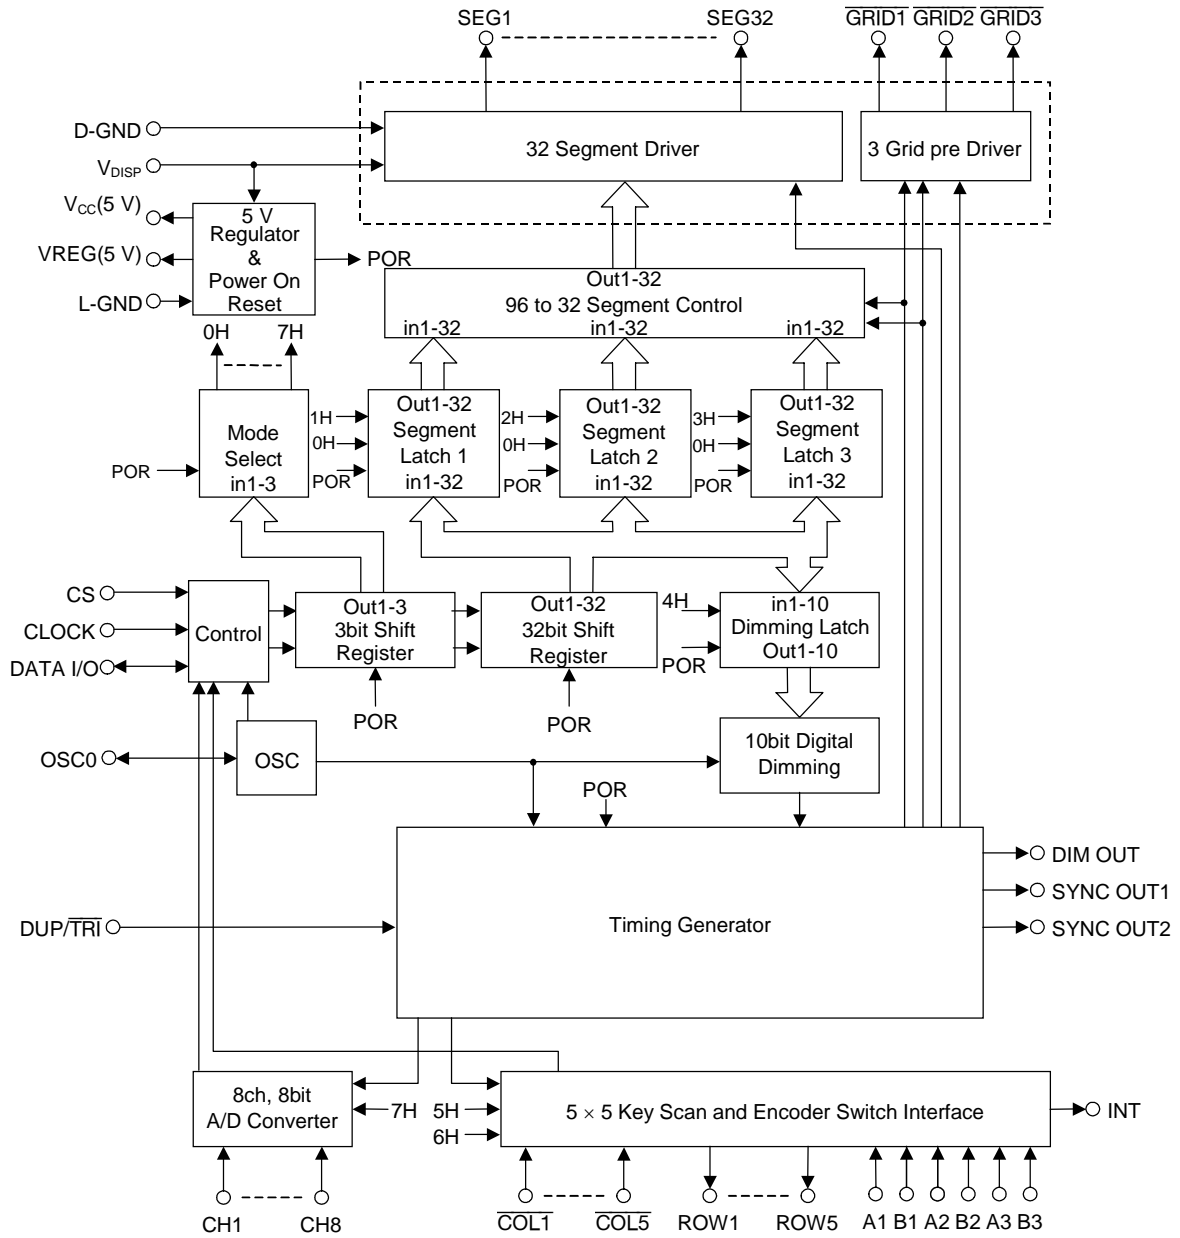 SEG1 SEG32 GRID1 GRID2 GRID3
D-GND
32 Segment Driver
3 Grid pre Driver
VDISP
VCC(5 V)
5 V
Regulator
&
Power On
Reset
VREG(5 V)
POR
L-GND
Out1-32
96 to 32 Segment Control
in1-32 in1-32 in1-32
0H 7H
Mode
Select
in1-3
POR
1H
0H
POR
Out1-32
Segment
Latch 1
in1-32
2H
0H
POR
Out1-32
Segment
Latch 2
in1-32
3H
0H
POR
Out1-32
Segment
Latch 3
in1-32
CS
CLOCK
DATA I/O
Control
Out1-3
3bit Shift
Register
POR
Out1-32
32bit Shift
Register
POR
4H
POR
in1-10
Dimming Latch
Out1-10
OSC0
OSC
10bit Digital
Dimming
POR
DUP/TRI
Timing Generator
DIM OUT
SYNC OUT1
SYNC OUT2
8ch, 8bit
A/D Converter
7H
5H
6H
5 × 5 Key Scan and Encoder Switch Interface
INT
CH1 CH8 COL1 COL5 ROW1 ROW5 A1 B1 A2 B2 A3 B3